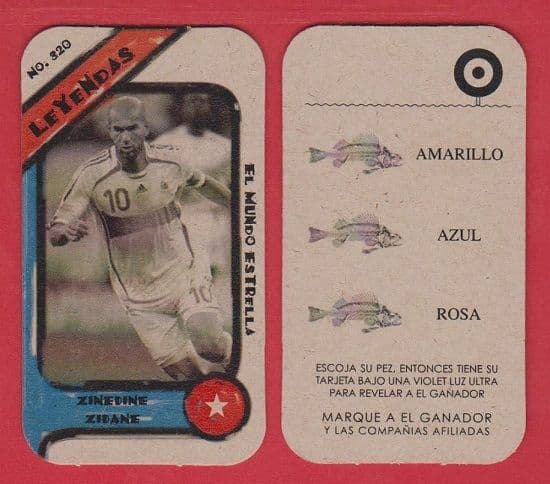 NO. 320
LEYENDAS
10
10
EL MUNDO ESTRELLA
ZINEDINE
ZIDANE
AMARILLO
AZUL
ROSA
ESCOJA SU PEZ, ENTONCES TIENE SU
TARJETA BAJO UNA VIOLET LUZ ULTRA
PARA REVELAR A EL GANADOR
MARQUE A EL GANADOR
Y LAS COMPAÑIAS AFILIADAS